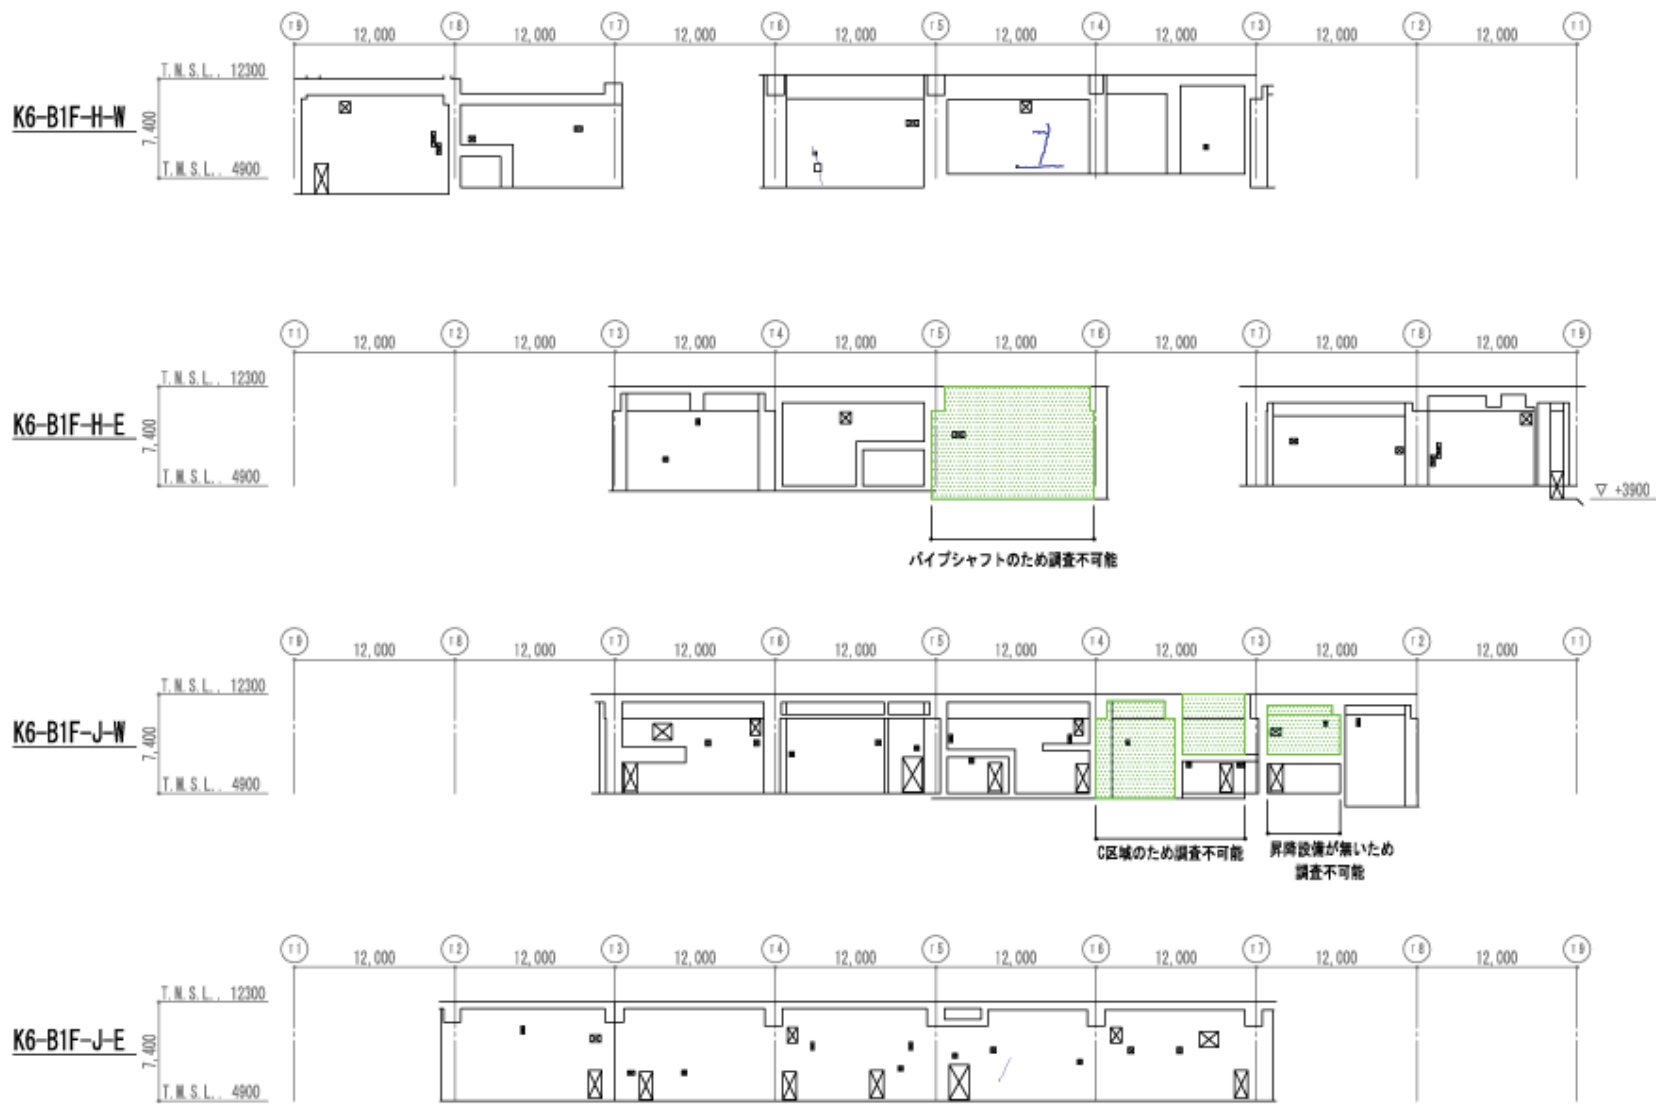 T9 T8 T7 T6 T5 T4 T3 T2 T1
12,000 12,000 12,000 12,000 12,000 12,000 12,000 12,000
T.M.S.L., 12300
K6-B1F-H-W
7,400
T.M.S.L., 4900
T1 T2 T3 T4 T5 T6 T7 T8 T9
12,000 12,000 12,000 12,000 12,000 12,000 12,000 12,000
T.M.S.L., 12300
K6-B1F-H-E
7,400
T.M.S.L., 4900
▽ +3900
パイプシャフトのため調査不可能
T9 T8 T7 T6 T5 T4 T3 T2 T1
12,000 12,000 12,000 12,000 12,000 12,000 12,000 12,000
T.M.S.L., 12300
K6-B1F-J-W
7,400
T.M.S.L., 4900
C区域のため調査不可能
昇降設備が無いため
調査不可能
T1 T2 T3 T4 T5 T6 T7 T8 T9
12,000 12,000 12,000 12,000 12,000 12,000 12,000 12,000
T.M.S.L., 12300
K6-B1F-J-E
7,400
T.M.S.L., 4900